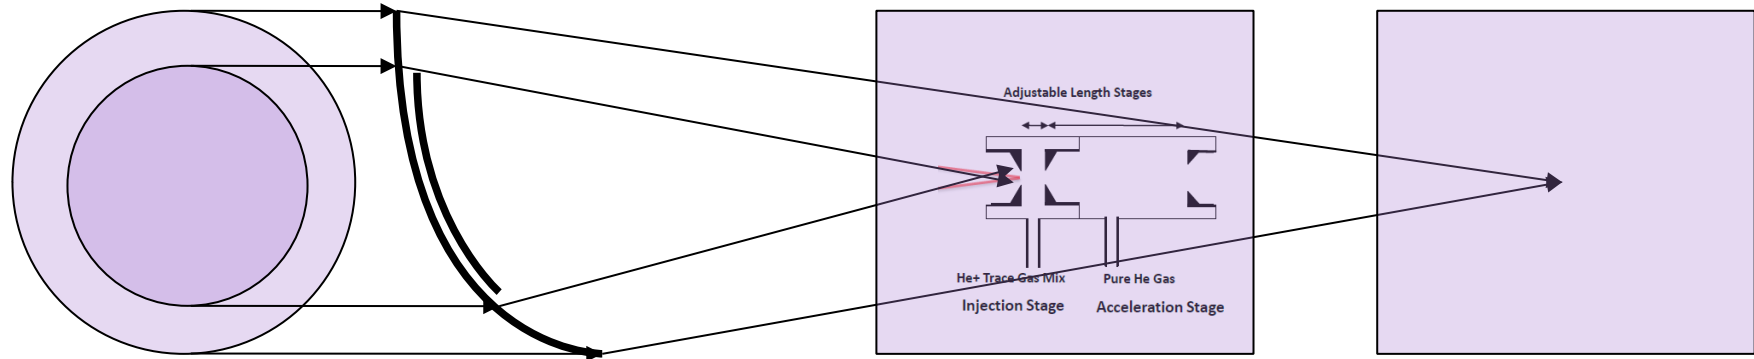 Adjustable Length Stages
He+ Trace Gas Mix
Pure He Gas
Injection Stage
Acceleration Stage